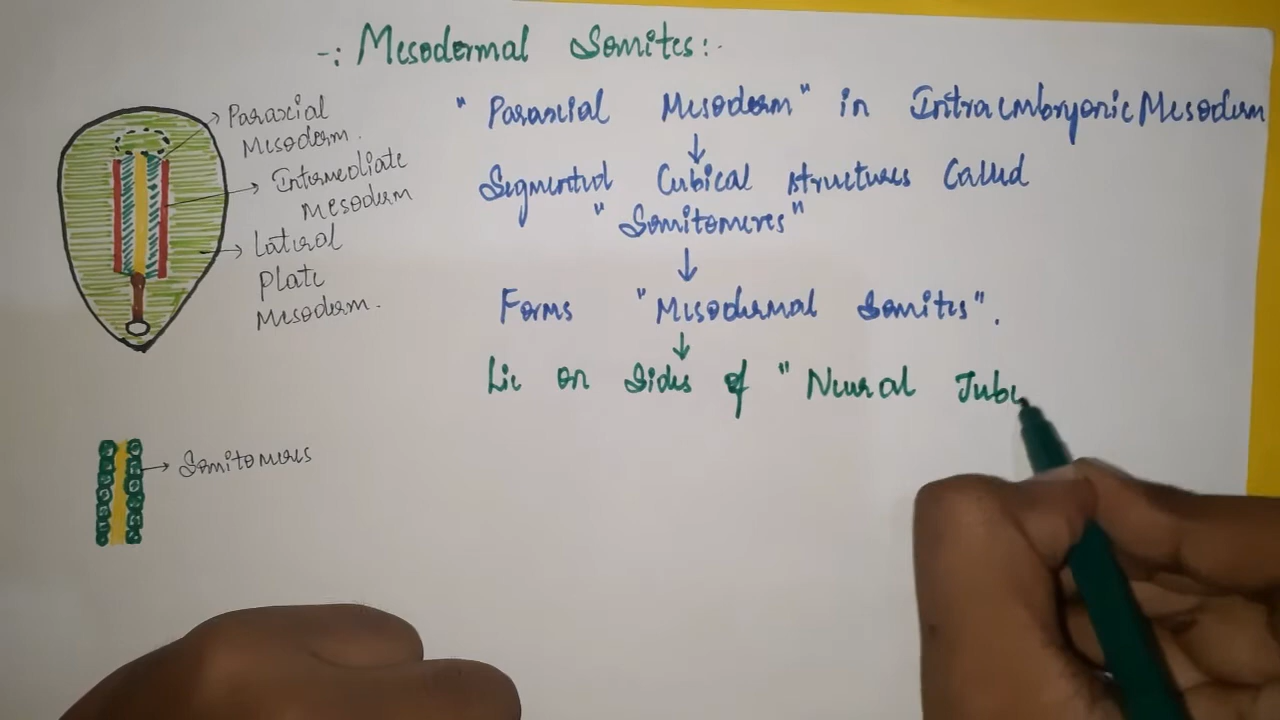 -: Mesodermal Somites:-
"Paraxial Mesoderm" in Intraembryonic Mesoderm
↓
Segmented Cubical structures Called
"Somitomeres"
↓
Forms "Mesodermal Somites".
↓
Lie on Sides of "Neural Tube
Paraxial
Mesoderm.
Intermediate
Mesoderm
Lateral
Plate
Mesoderm.
Somitomeres